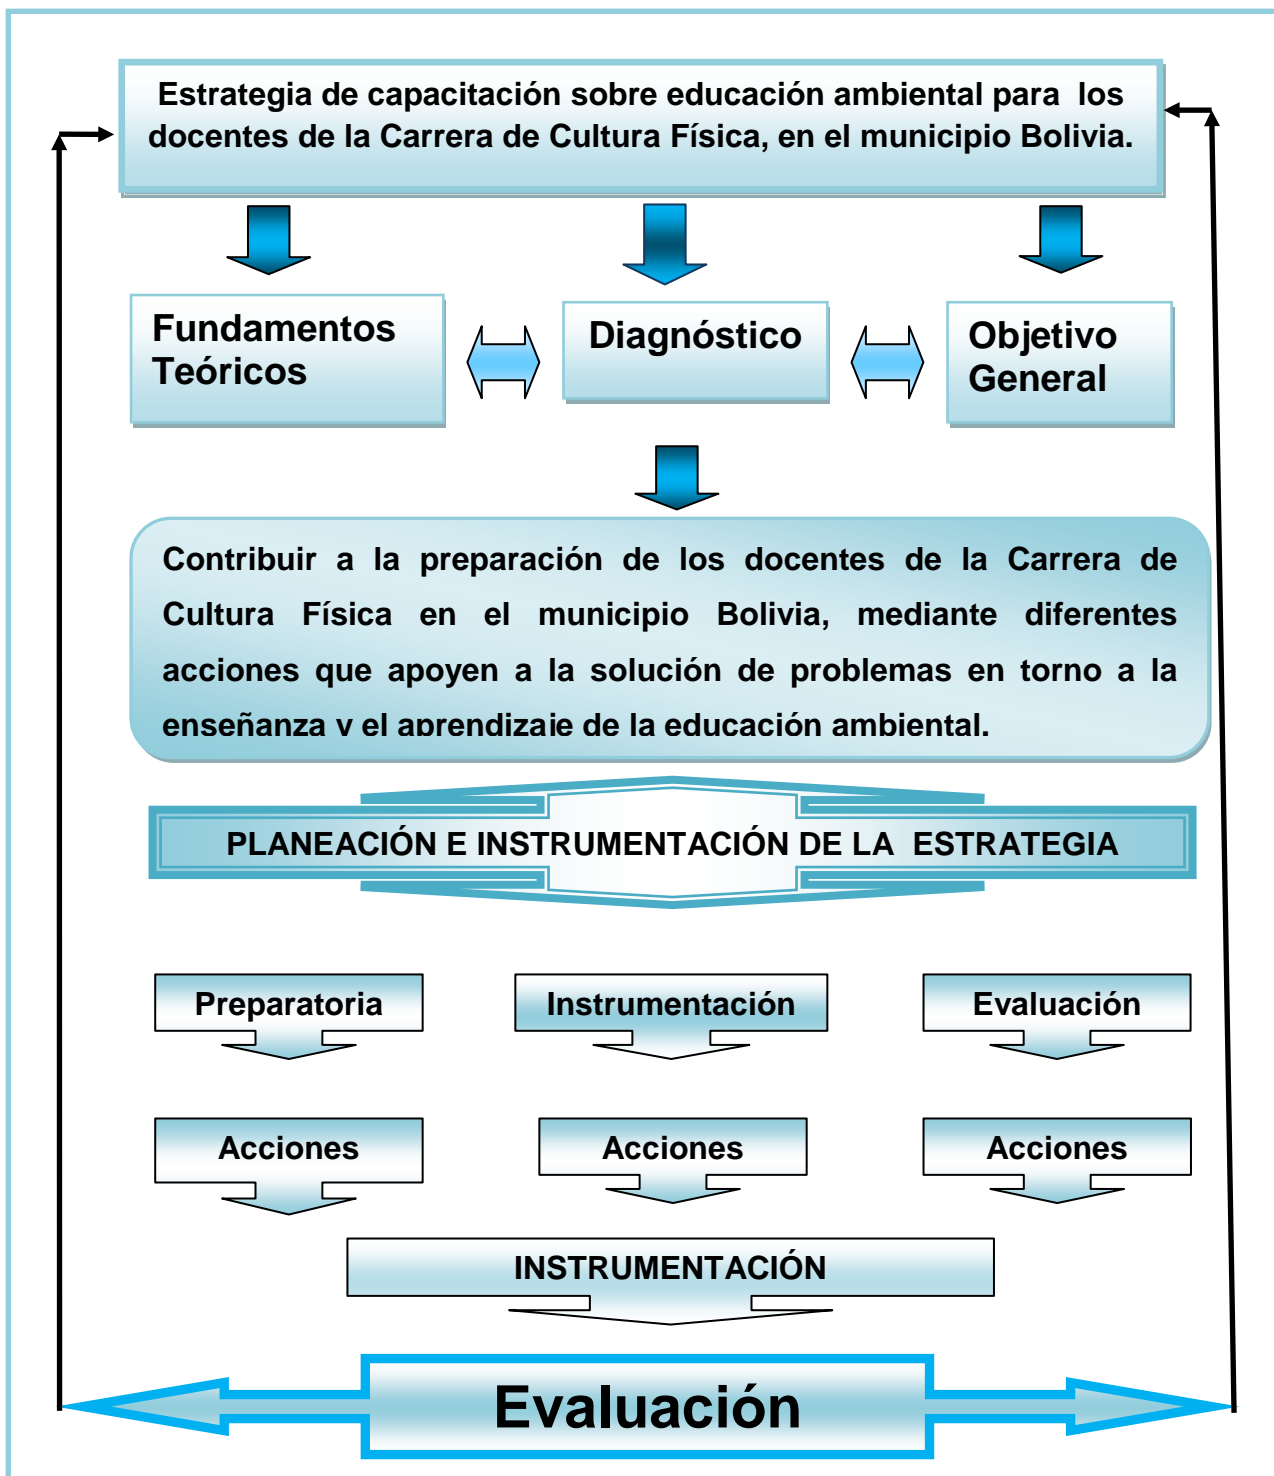 Estrategia de capacitación sobre educación ambiental para los
docentes de la Carrera de Cultura Física, en el municipio Bolivia.
Fundamentos
Teóricos
Diagnóstico
Objetivo
General
Contribuir a la preparación de los docentes de la Carrera de
Cultura Física en el municipio Bolivia, mediante diferentes
acciones que apoyen a la solución de problemas en torno a la
enseñanza y el aprendizaje de la educación ambiental.
PLANEACIÓN E INSTRUMENTACIÓN DE LA ESTRATEGIA
Preparatoria
Instrumentación
Evaluación
Acciones
Acciones
Acciones
INSTRUMENTACIÓN
Evaluación